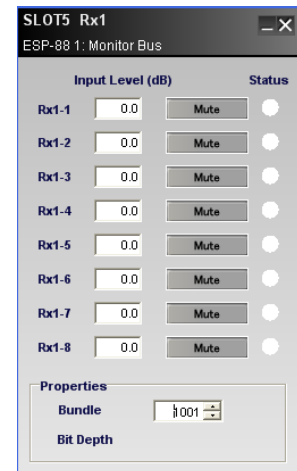 SLOT5 Rx1
ESP-88 1: Monitor Bus
Input Level (dB) Status
Rx1-1 0.0 Mute
Rx1-2 0.0 Mute
Rx1-3 0.0 Mute
Rx1-4 0.0 Mute
Rx1-5 0.0 Mute
Rx1-6 0.0 Mute
Rx1-7 0.0 Mute
Rx1-8 0.0 Mute
Properties
Bundle 1001
Bit Depth